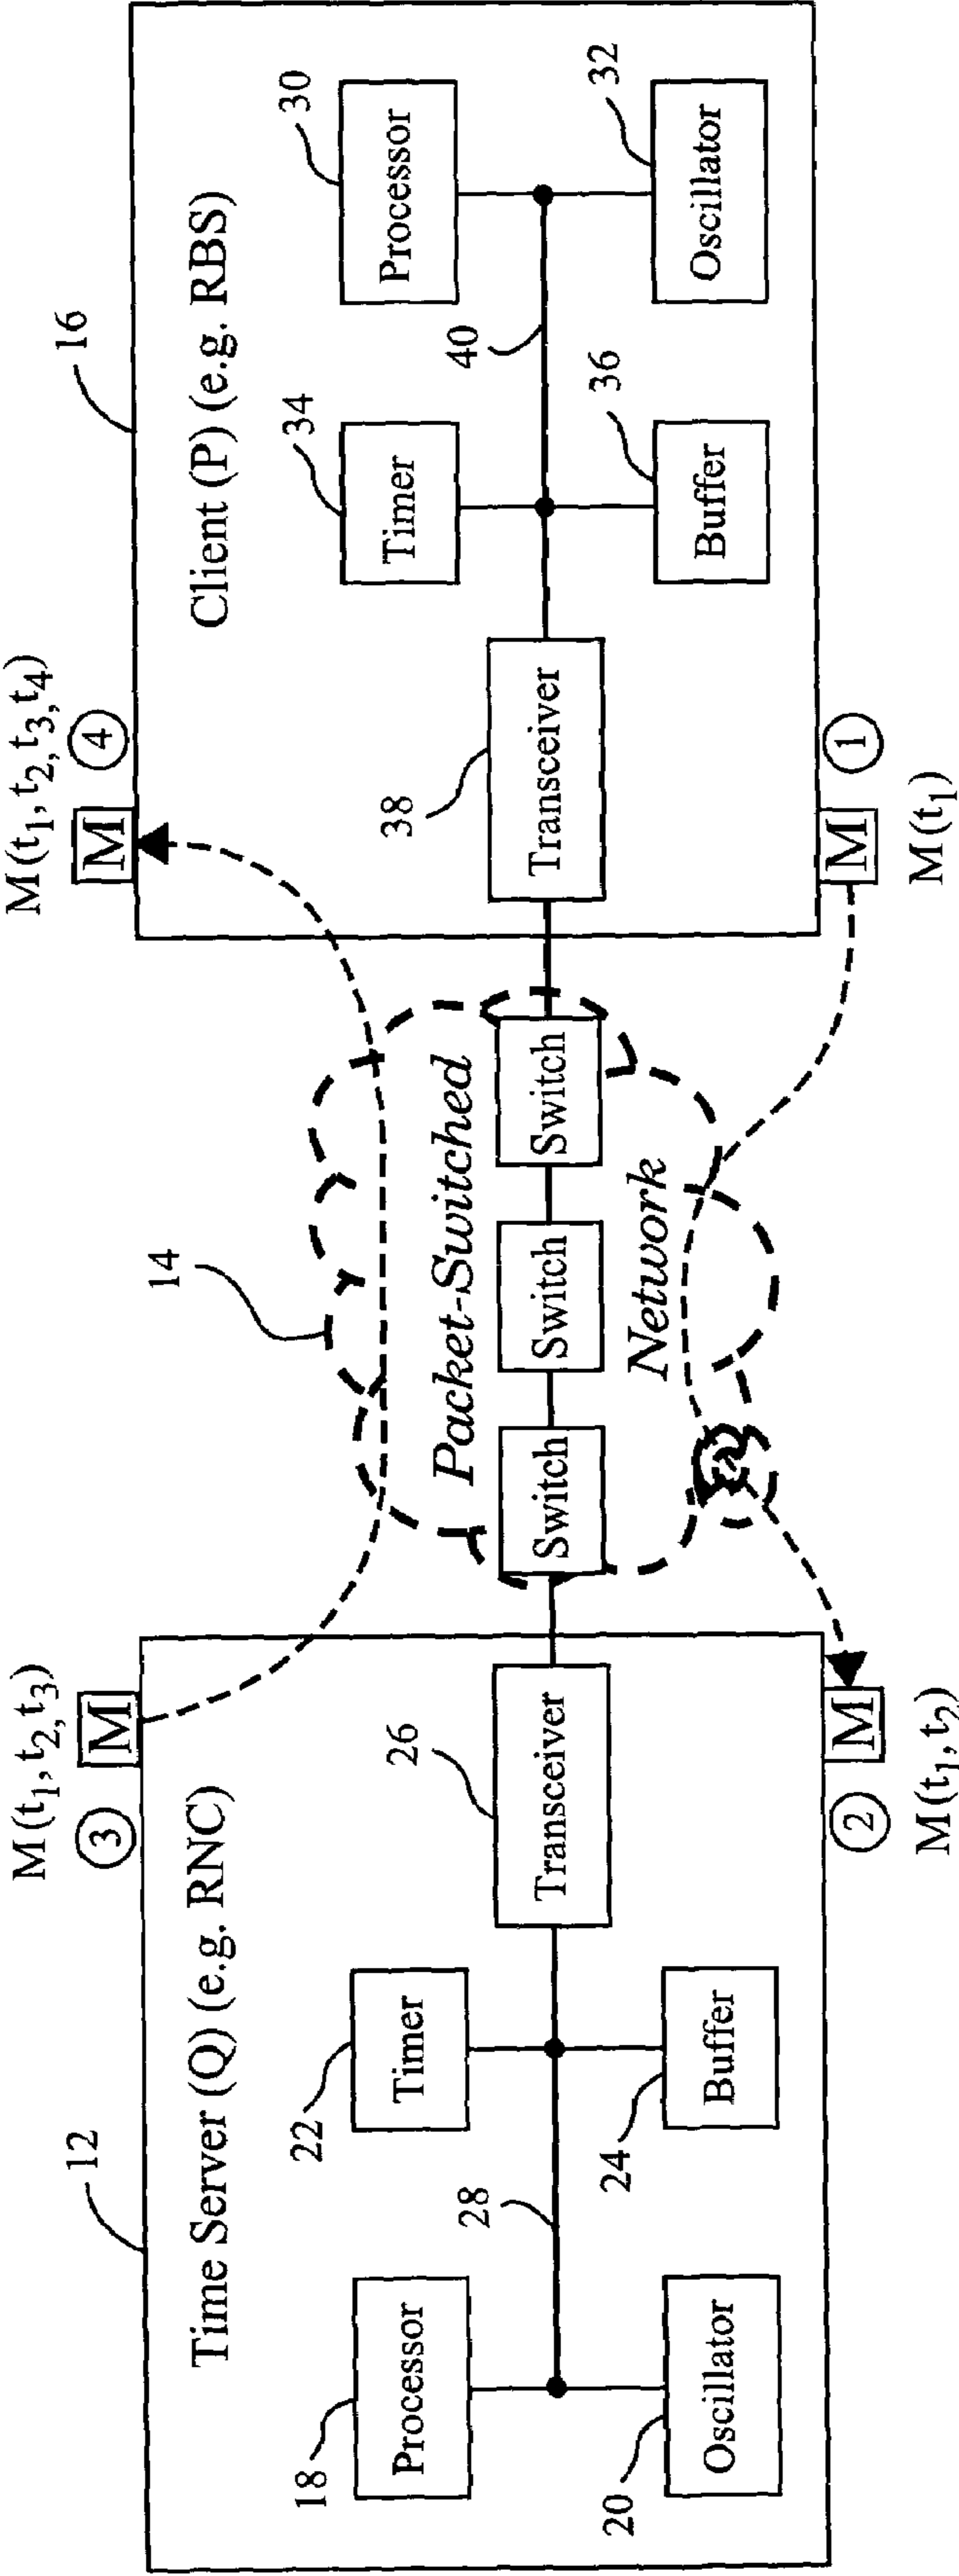 M(t1,t2,t3)
3
M
M(t1,t2,t3,t4)
4
M
12
14
16
Time Server (Q) (e.g. RNC)
Client (P) (e.g. RBS)
18
Processor
22
Timer
26
Transceiver
28
20
Oscillator
24
Buffer
Packet-Switched
Switch
Switch
Switch
Network
38
Transceiver
34
Timer
30
Processor
40
36
Buffer
32
Oscillator
2
M
M(t1,t2)
M
1
M(t1)